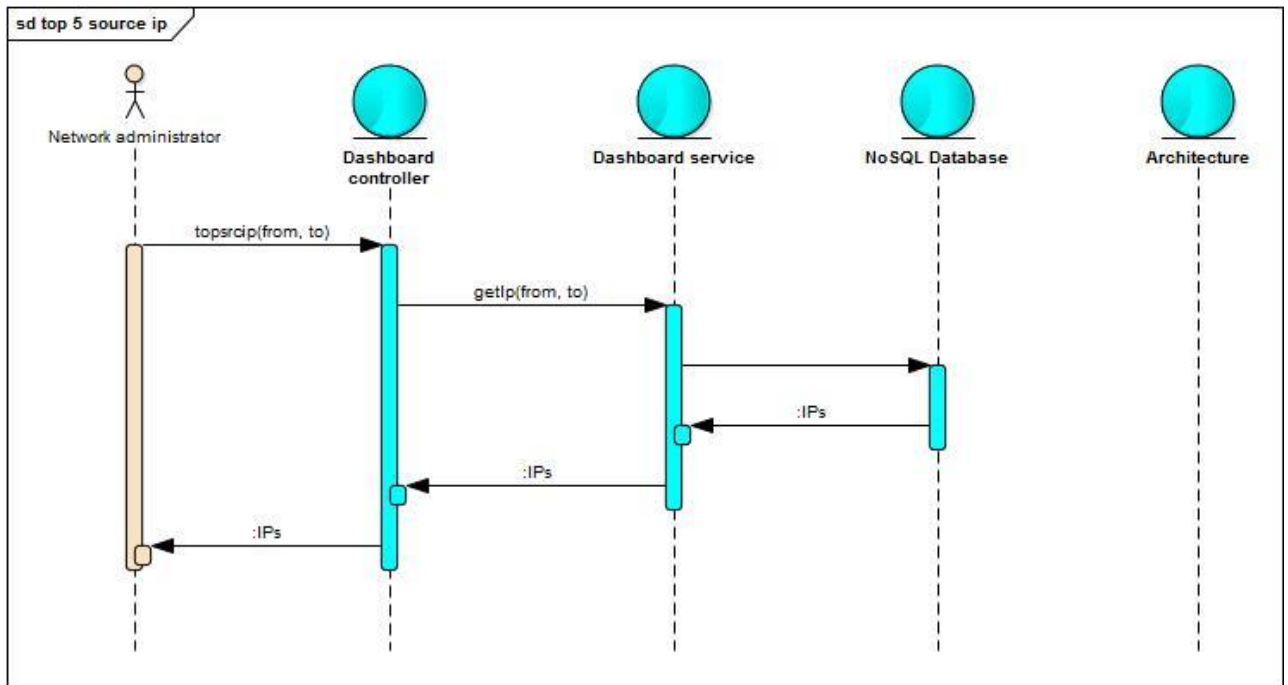 sd top 5 source ip
Network administrator
Dashboard
controller
Dashboard service
NoSQL Database
Architecture
topsrcip(from, to)
getIp(from, to)
:IPs
:IPs
:IPs